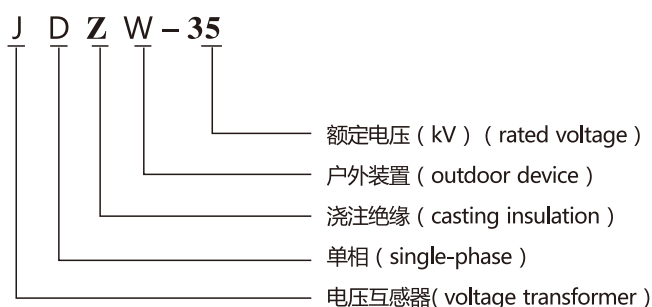 J D Z W - 35
额定电压 ( kV ) ( rated voltage )
户外装置 ( outdoor device )
浇注绝缘 ( casting insulation )
单相 ( single-phase )
电压互感器( voltage transformer )